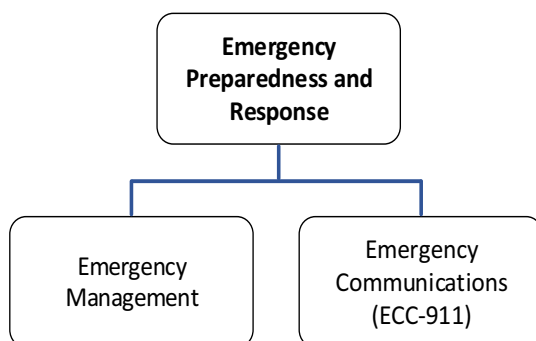 Emergency
Preparedness and
Response
Emergency
Management
Emergency
Communications
(ECC-911)